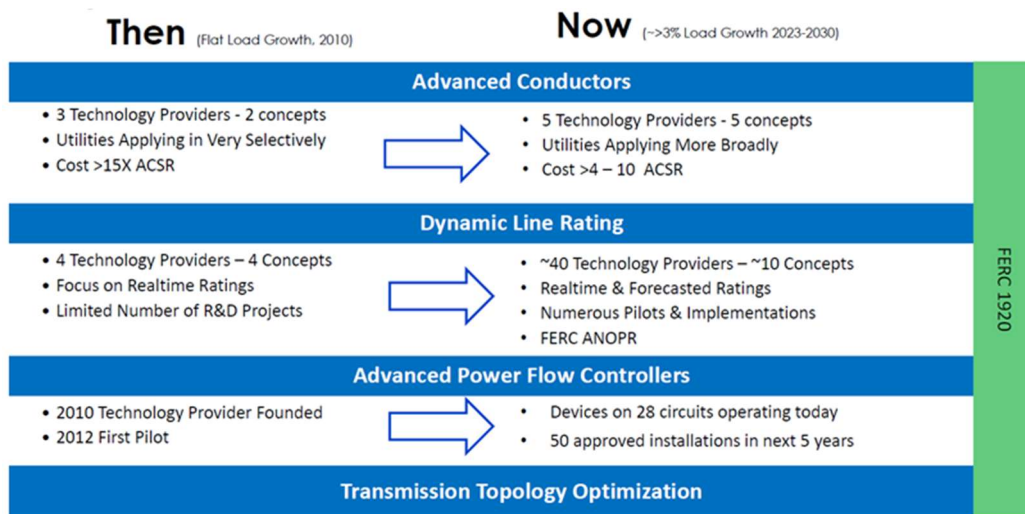 Then (Flat Load Growth, 2010)
Now (~>3% Load Growth 2023-2030)
Advanced Conductors
• 3 Technology Providers - 2 concepts
• Utilities Applying in Very Selectively
• Cost >15X ACSR
• 5 Technology Providers - 5 concepts
• Utilities Applying More Broadly
• Cost >4 – 10 ACSR
Dynamic Line Rating
• 4 Technology Providers – 4 Concepts
• Focus on Realtime Ratings
• Limited Number of R&D Projects
• ~40 Technology Providers – ~10 Concepts
• Realtime & Forecasted Ratings
• Numerous Pilots & Implementations
• FERC ANOPR
Advanced Power Flow Controllers
• 2010 Technology Provider Founded
• 2012 First Pilot
• Devices on 28 circuits operating today
• 50 approved installations in next 5 years
Transmission Topology Optimization
FERC 1920